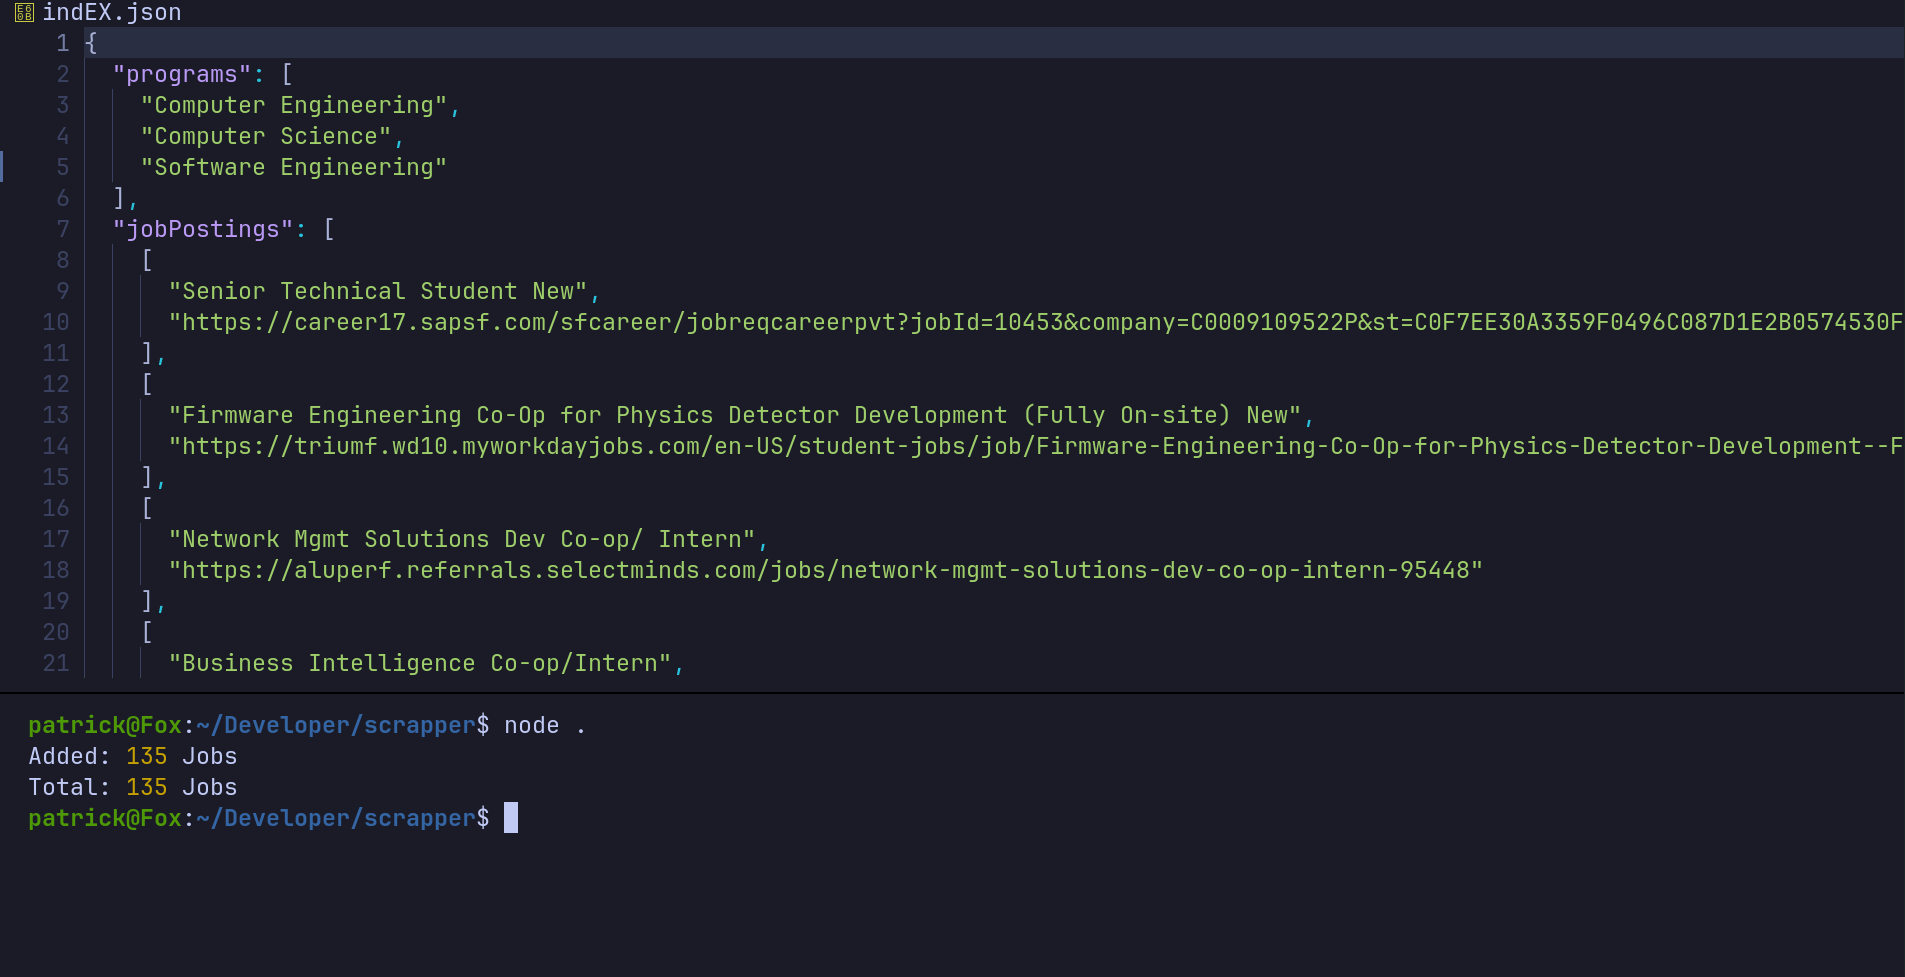 indEX.json
1 {
2 "programs": [
3 "Computer Engineering",
4 "Computer Science",
5 "Software Engineering"
6 ],
7 "jobPostings": [
8 [
9 "Senior Technical Student New",
10 "https://career17.sapsf.com/sfcareer/jobreqcareerpvt?jobId=10453&company=C0009109522P&st=C0F7EE30A3359F0496C087D1E2B0574530F
11 ],
12 [
13 "Firmware Engineering Co-Op for Physics Detector Development (Fully On-site) New",
14 "https://triumf.wd10.myworkdayjobs.com/en-US/student-jobs/job/Firmware-Engineering-Co-Op-for-Physics-Detector-Development--F
15 ],
16 [
17 "Network Mgmt Solutions Dev Co-op/ Intern",
18 "https://aluperf.referrals.selectminds.com/jobs/network-mgmt-solutions-dev-co-op-intern-95448"
19 ],
20 [
21 "Business Intelligence Co-op/Intern",
patrick@Fox:~/Developer/scrapper$ node .
Added: 135 Jobs
Total: 135 Jobs
patrick@Fox:~/Developer/scrapper$